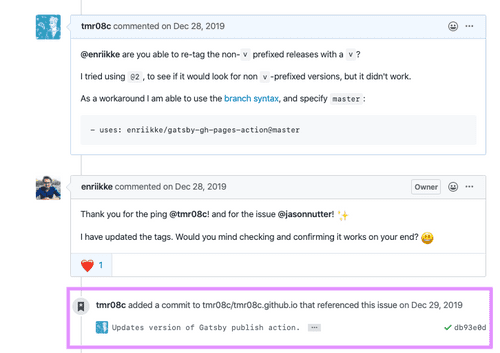 tmr08c commented on Dec 28, 2019
@enriikke are you able to re-tag the non- v prefixed releases with a v ?
I tried using @2 , to see if it would look for non v -prefixed versions, but it didn't work.
As a workaround I am able to use the branch syntax, and specify master :
- uses: enriikke/gatsby-gh-pages-action@master
enriikke commented on Dec 28, 2019 Owner
Thank you for the ping @tmr08c! and for the issue @jasonnutter! ✨
I have updated the tags. Would you mind checking and confirming it works on your end? 😄
❤️ 1
tmr08c added a commit to tmr08c/tmr08c.github.io that referenced this issue on Dec 29, 2019
Updates version of Gatsby publish action. ... ✓ db93e0d